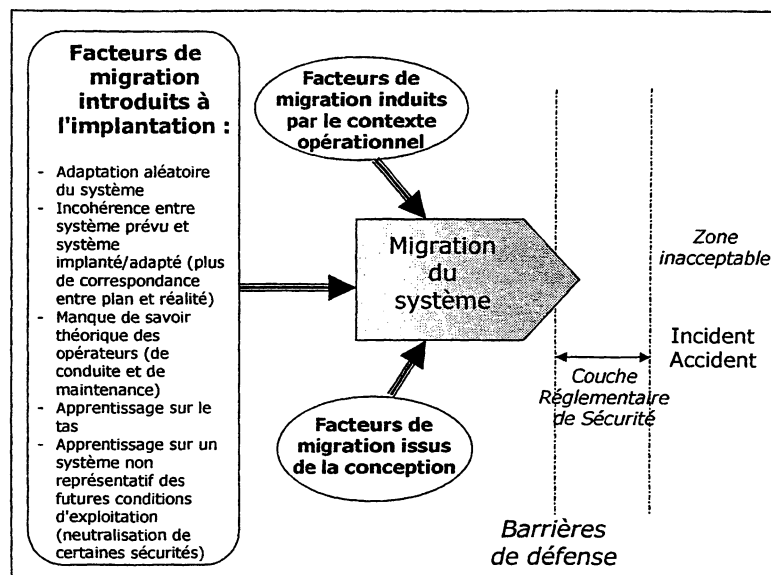 Facteurs de
migration
introduits à
l'implantation :
- Adaptation aléatoire
du système
- Incohérence entre
système prévu et
système
implanté/adapté (plus
de correspondance
entre plan et réalité)
- Manque de savoir
théorique des
opérateurs (de
conduite et de
maintenance)
- Apprentissage sur le
tas
- Apprentissage sur un
système non
représentatif des
futures conditions
d'exploitation
(neutralisation de
certaines sécurités)
Facteurs de
migration induits
par le contexte
opérationnel
Migration
du
système
Facteurs de
migration issus
de la conception
Zone
inacceptable
Incident
Accident
Couche
Réglementaire
de Sécurité
Barrières
de défense